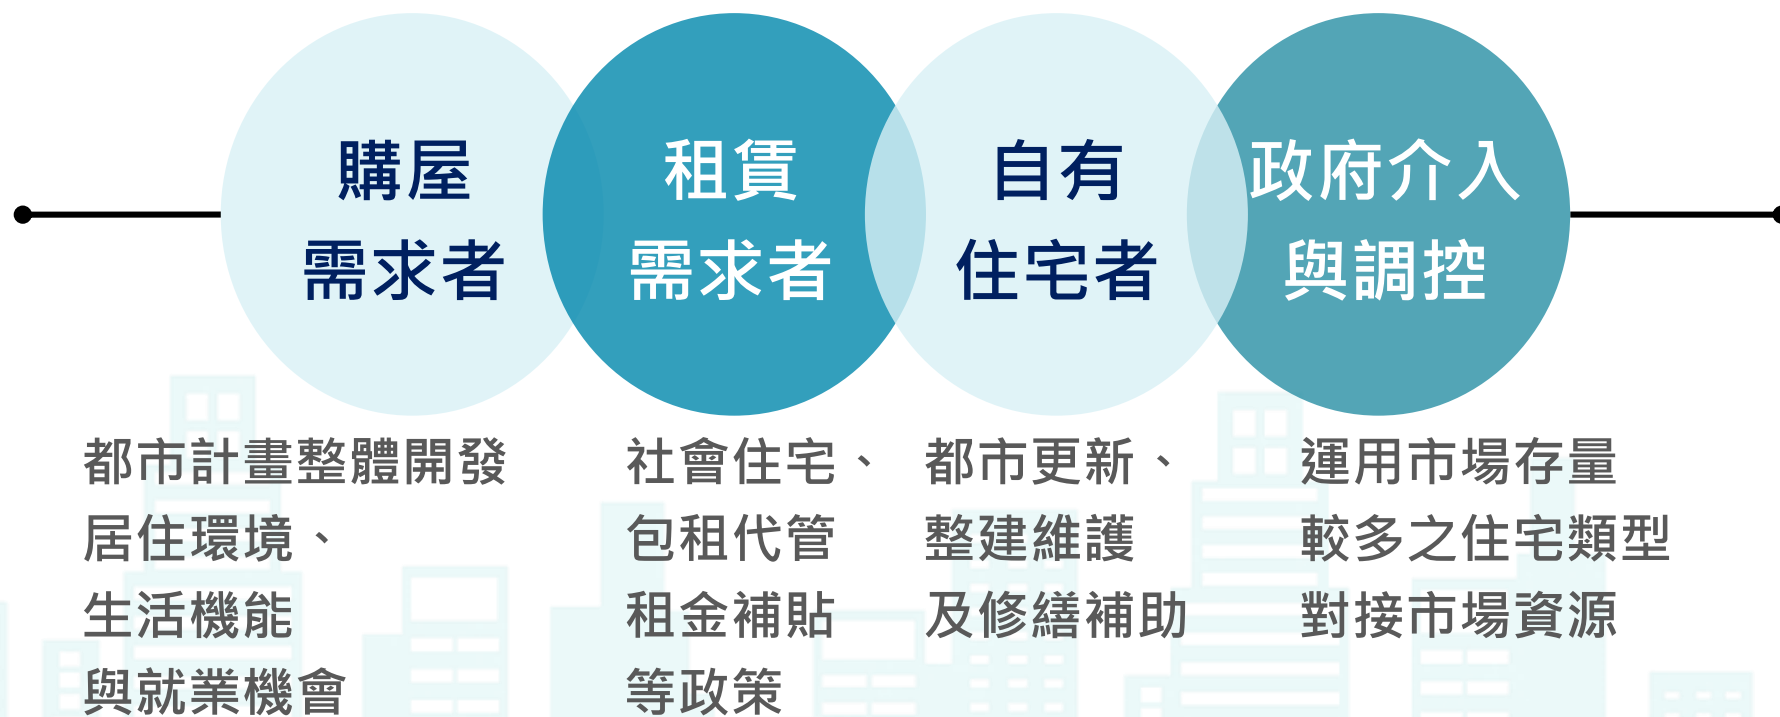 購屋
需求者
租賃
需求者
自有
住宅者
政府介入
與調控
都市計畫整體開發
居住環境、
生活機能
與就業機會
社會住宅、
包租代管
租金補貼
等政策
都市更新、
整建維護
及修繕補助
運用市場存量
較多之住宅類型
對接市場資源